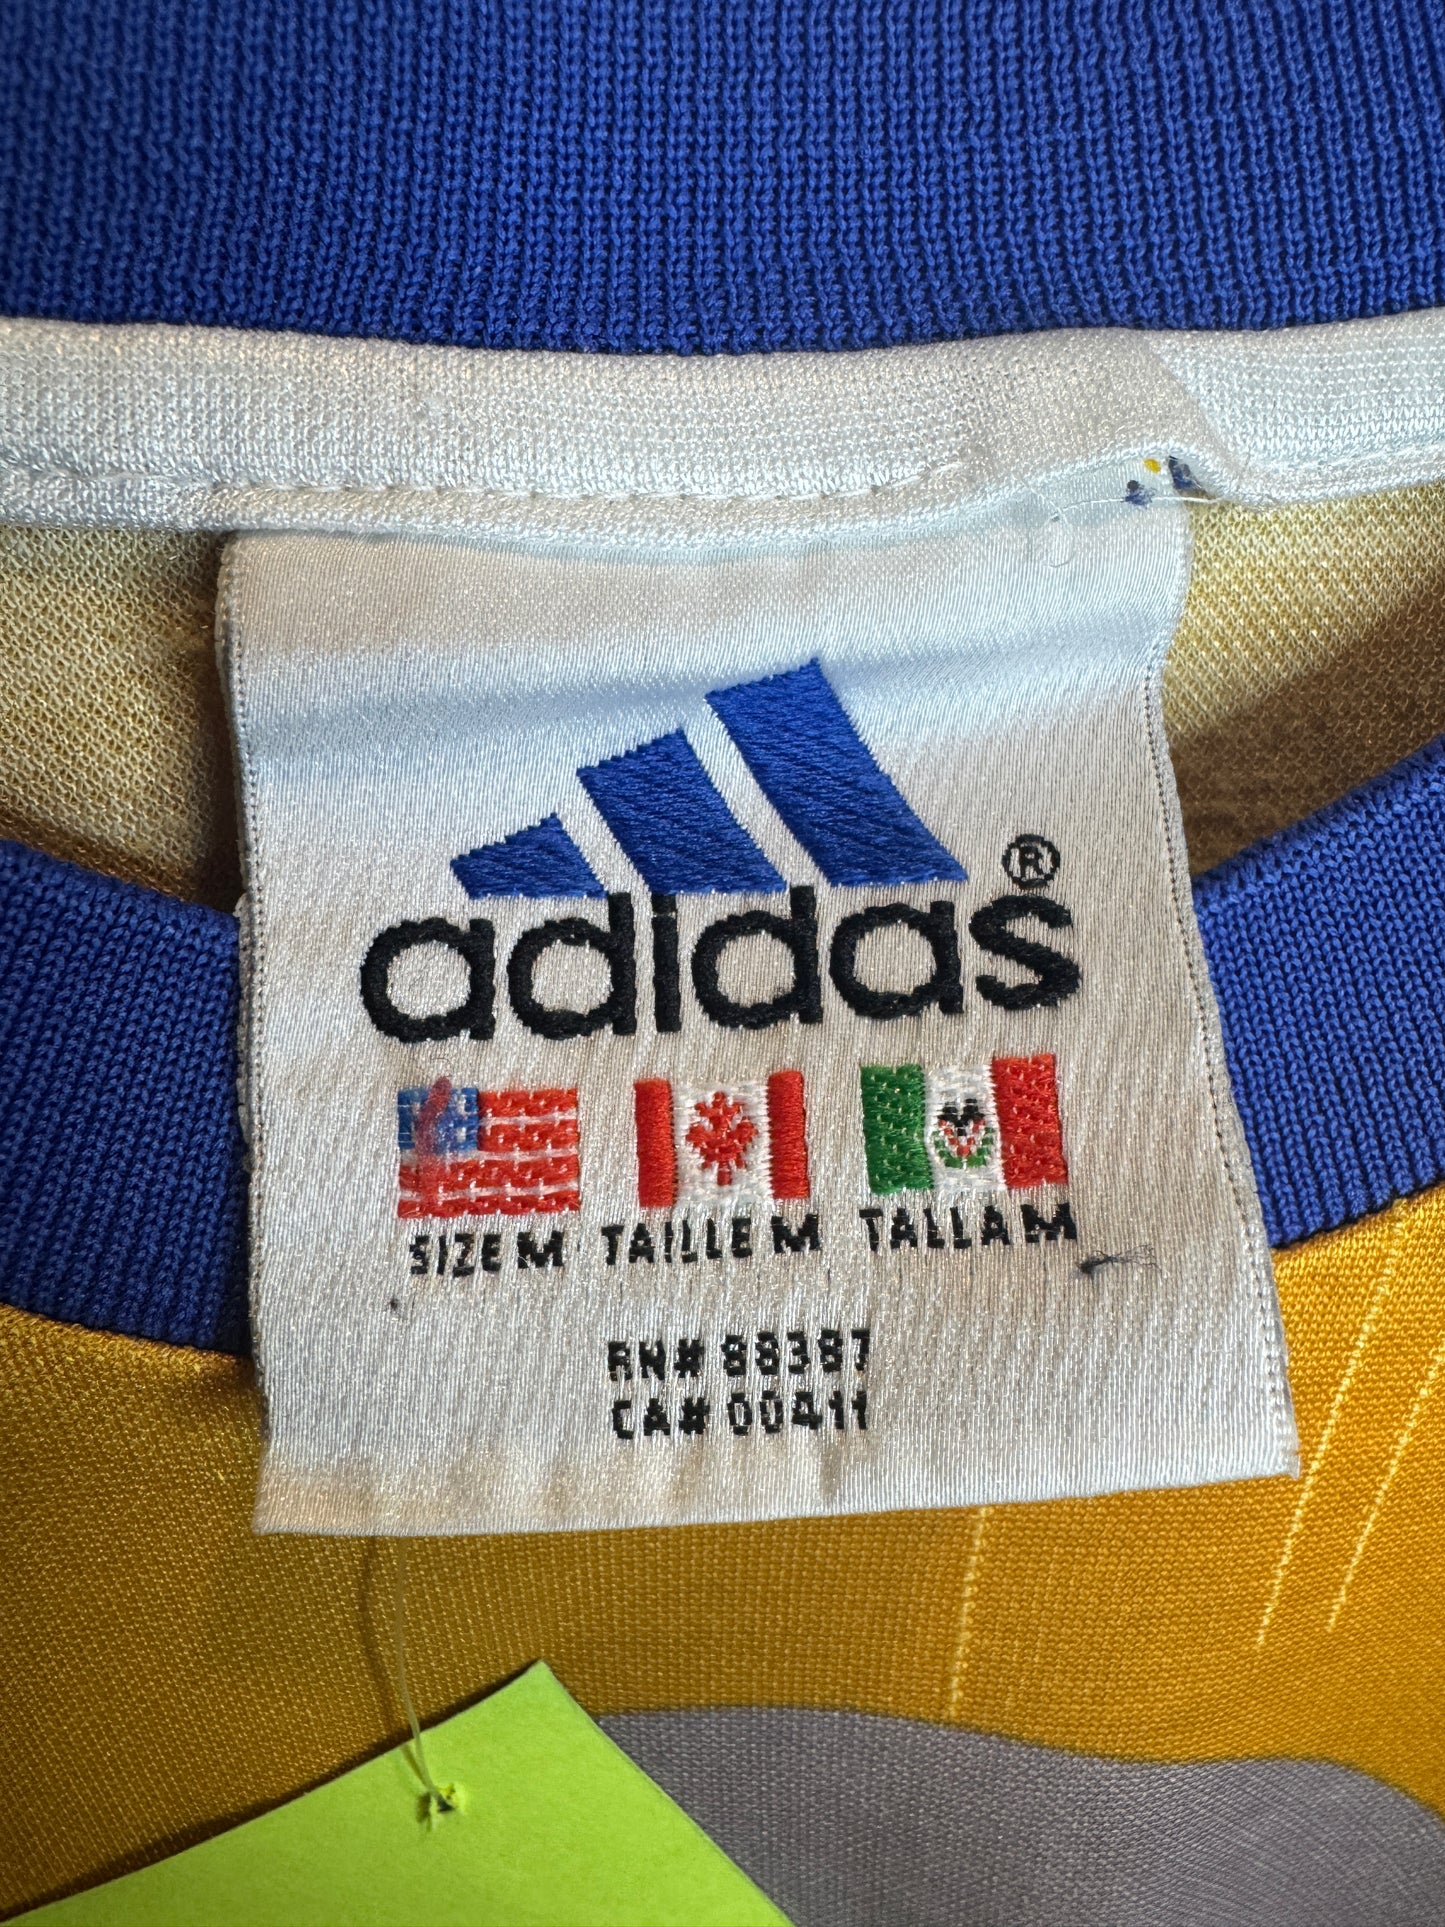 adidas®
SIZE M TAILLE M TALLA M
RN# 88387
CA# 00411